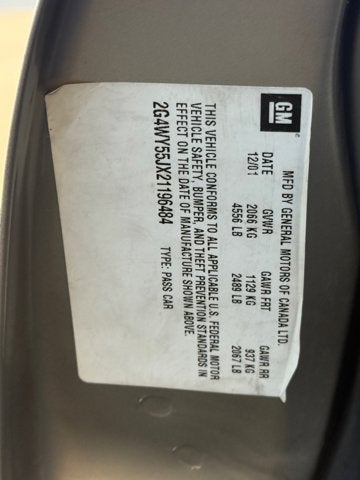 GM
MFD BY GENERAL MOTORS OF CANADA LTD.
DATE GVWR GAWR FRT GAWR RR
12/01 2066 KG 1129 KG 937 KG
4556 LB 2489 LB 2067 LB
THIS VEHICLE CONFORMS TO ALL APPLICABLE U.S. FEDERAL MOTOR
VEHICLE SAFETY, BUMPER, AND THEFT PREVENTION STANDARDS IN
EFFECT ON THE DATE OF MANUFACTURE SHOWN ABOVE.
2G4WY55JX21196484 TYPE: PASS CAR